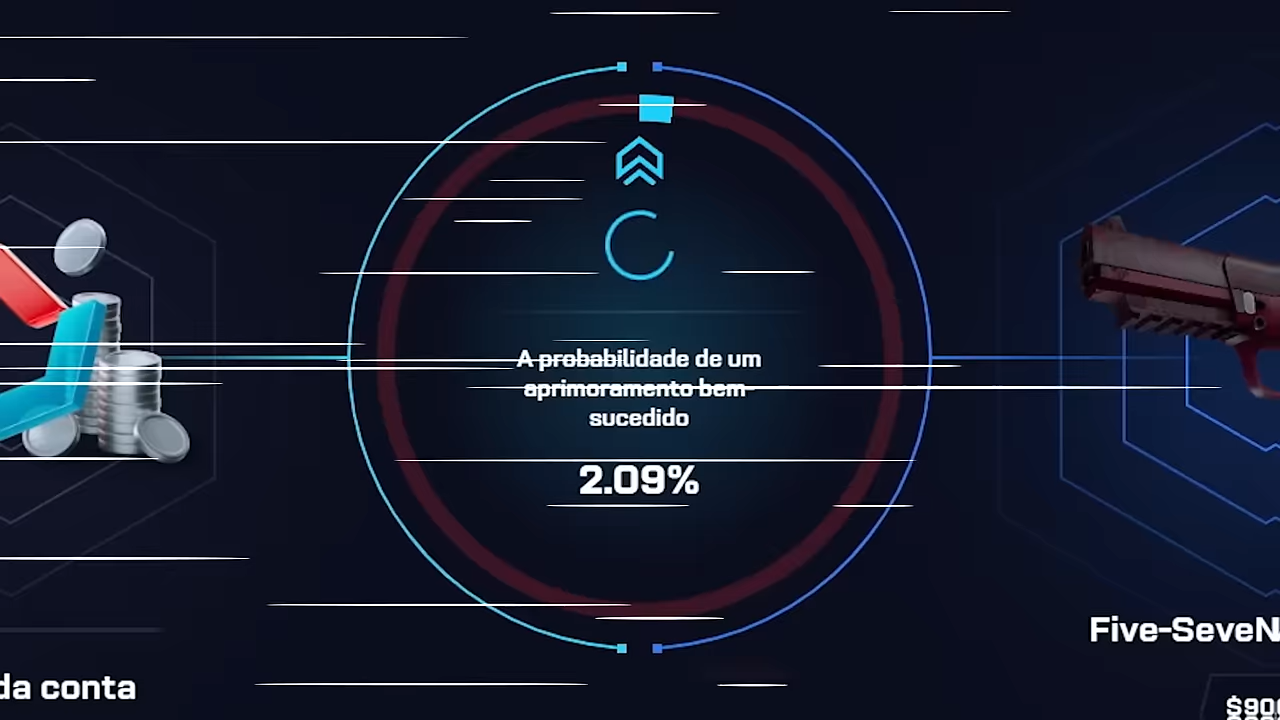 A probabilidade de um
aprimoramento bem-
sucedido
2.09%
Five-SeveN
da conta